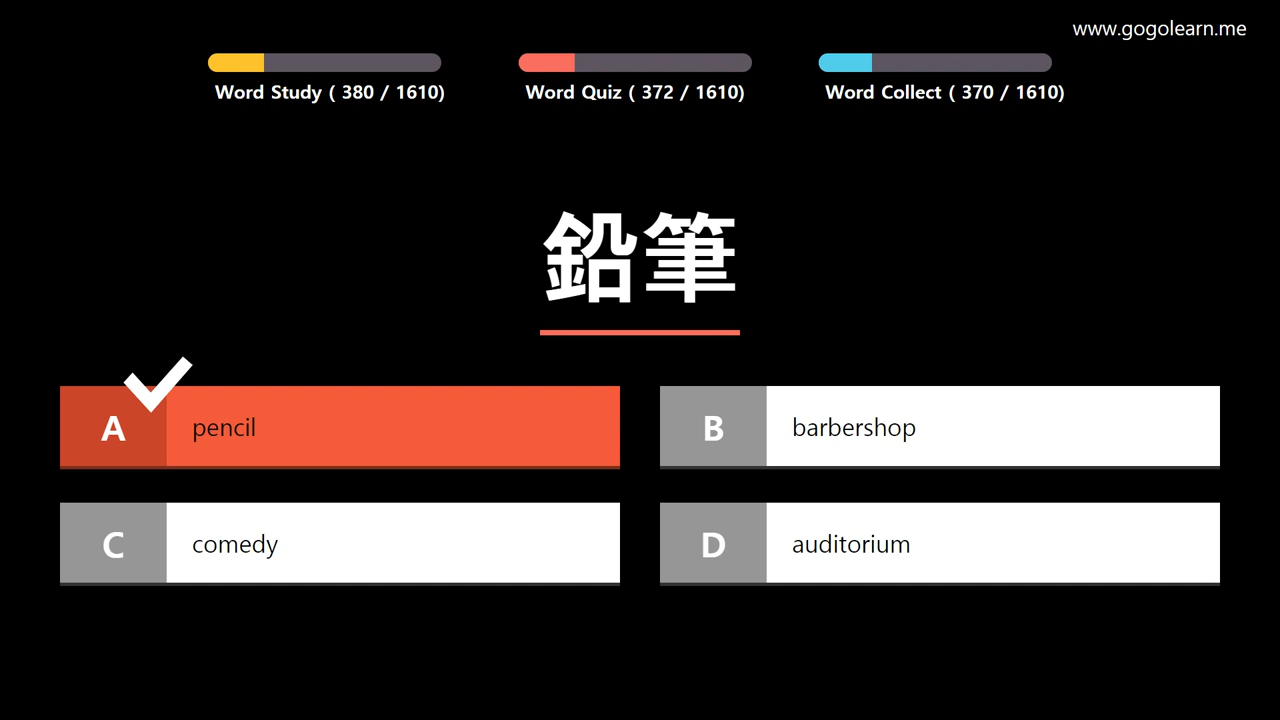 www.gogolearn.me
Word Study ( 380 / 1610)
Word Quiz ( 372 / 1610)
Word Collect ( 370 / 1610)
鉛筆
A pencil
B barbershop
C comedy
D auditorium